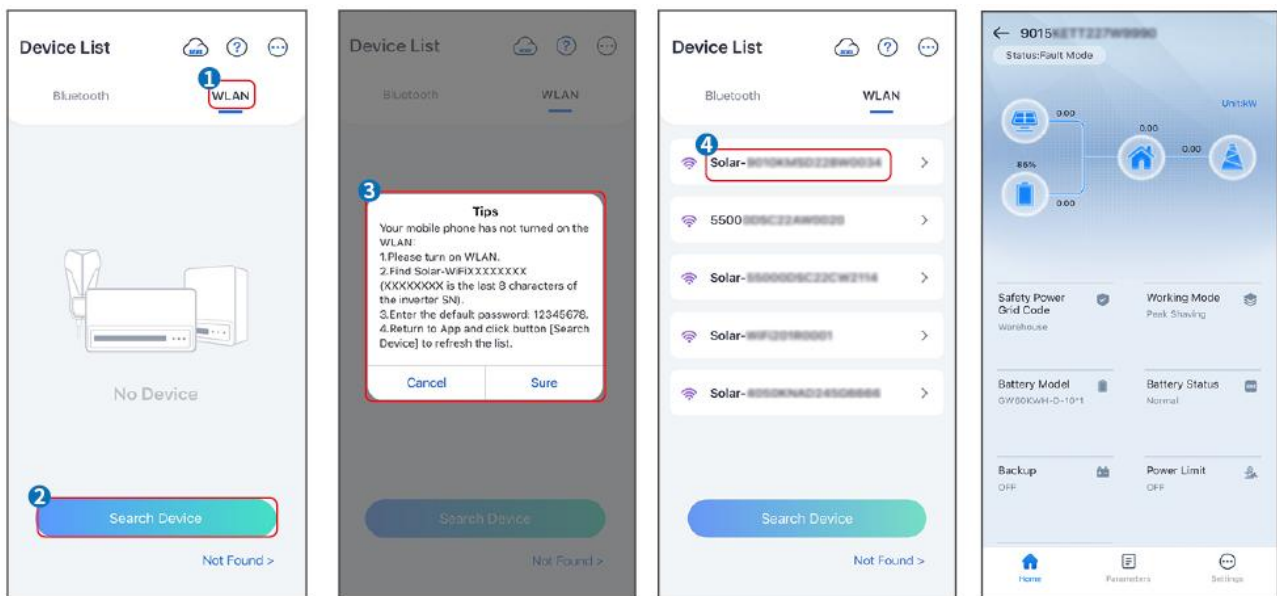 Device List
1
Bluetooth
WLAN
No Device
2
Search Device
Not Found >
Device List
Bluetooth
WLAN
3
Tips
Your mobile phone has not turned on the
WLAN:
1.Please turn on WLAN.
2.Find Solar-WiFiXXXXXXXX
(XXXXXXXX is the last 8 characters of
the inverter SN).
3.Enter the default password: 12345678.
4.Return to App and click button [Search
Device] to refresh the list.
Cancel
Sure
Search Device
Not Found >
Device List
Bluetooth
WLAN
4
Solar-
5500
Solar-
Solar-
Solar-
Search Device
Not Found >
← 9015
Status:Fault Mode
Unit:kW
0.00
0.00
0.00
86%
0.00
Safety Power
Grid Code
Warehouse
Working Mode
Peak Shaving
Battery Model
GW60KWH-D-10*1
Battery Status
Normal
Backup
OFF
Power Limit
OFF
Home
Parameters
Settings